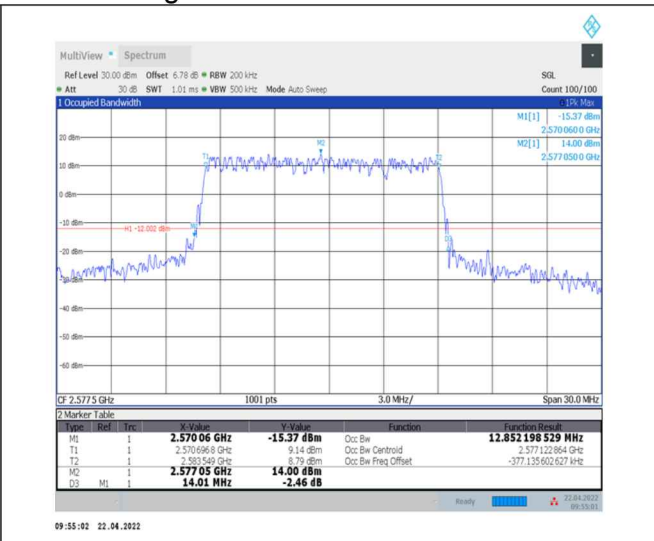 MultiView Spectrum
Ref Level 30.00 dBm Offset 6.78 dB RBW 200 kHz SGL
Att 30 dB SWT 1.01 ms VBW 500 kHz Mode Auto Sweep Count 100/100
1 Occupied Bandwidth 1Pk Max
M1[1] -15.37 dBm
2.5700600 GHz
M2[1] 14.00 dBm
2.5770500 GHz
20 dBm
M2
T1
10 dBm
0 dBm
-10 dBm
H1 -12.002 dBm
-20 dBm
-30 dBm
-40 dBm
-50 dBm
-60 dBm
CF 2.5775 GHz 1001 pts 3.0 MHz/ Span 30.0 MHz
2 Marker Table
Type Ref Trc X-Value Y-Value Function Function Result
M1 1 2.57006 GHz -15.37 dBm Occ Bw 12.852198529 MHz
T1 1 2.5706968 GHz 9.14 dBm Occ Bw Centroid 2.577122864 GHz
T2 1 2.583549 GHz 8.79 dBm Occ Bw Freq Offset -377.135602627 kHz
M2 1 2.57705 GHz 14.00 dBm
D3 M1 1 14.01 MHz -2.46 dB
Ready 22.04.2022
09:55:01
09:55:02 22.04.2022